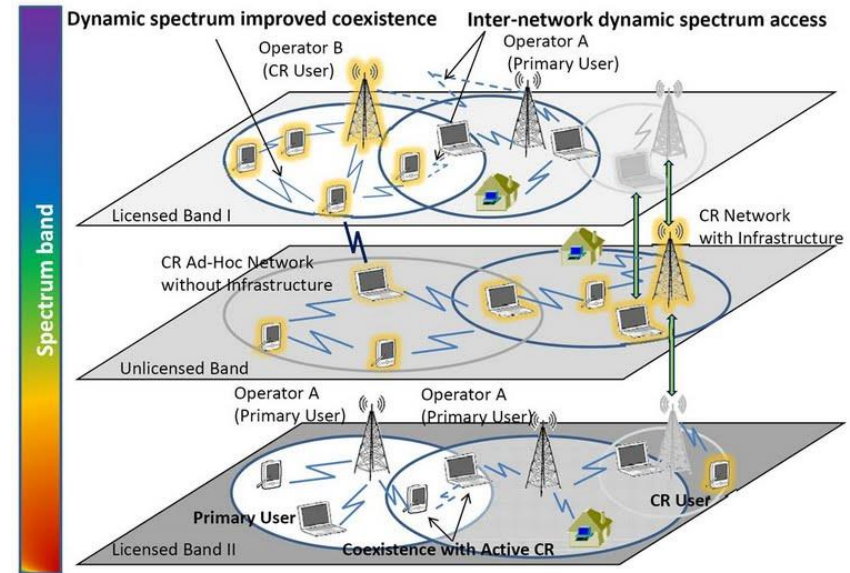 Dynamic spectrum improved coexistence
Inter-network dynamic spectrum access
Operator B
(CR User)
Operator A
(Primary User)
Licensed Band I
CR Network
with Infrastructure
CR Ad-Hoc Network
without Infrastructure
Spectrum band
Unlicensed Band
Operator A
(Primary User)
Operator A
(Primary User)
CR User
Primary User
Licensed Band II
Coexistence with Active CR